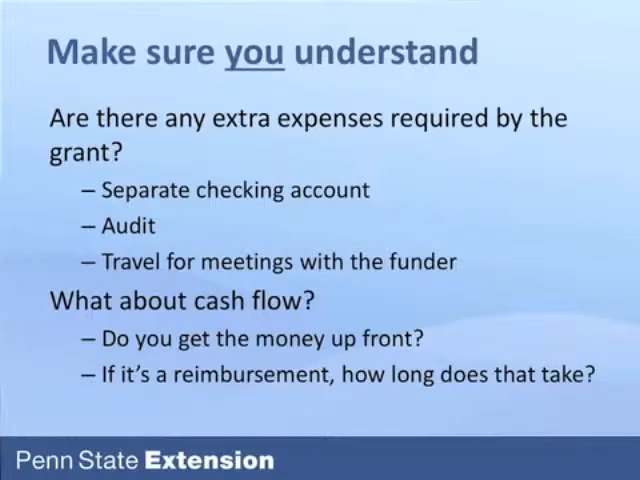 Make sure you understand
Are there any extra expenses required by the
grant?
– Separate checking account
– Audit
– Travel for meetings with the funder
What about cash flow?
– Do you get the money up front?
– If it’s a reimbursement, how long does that take?
Penn State Extension